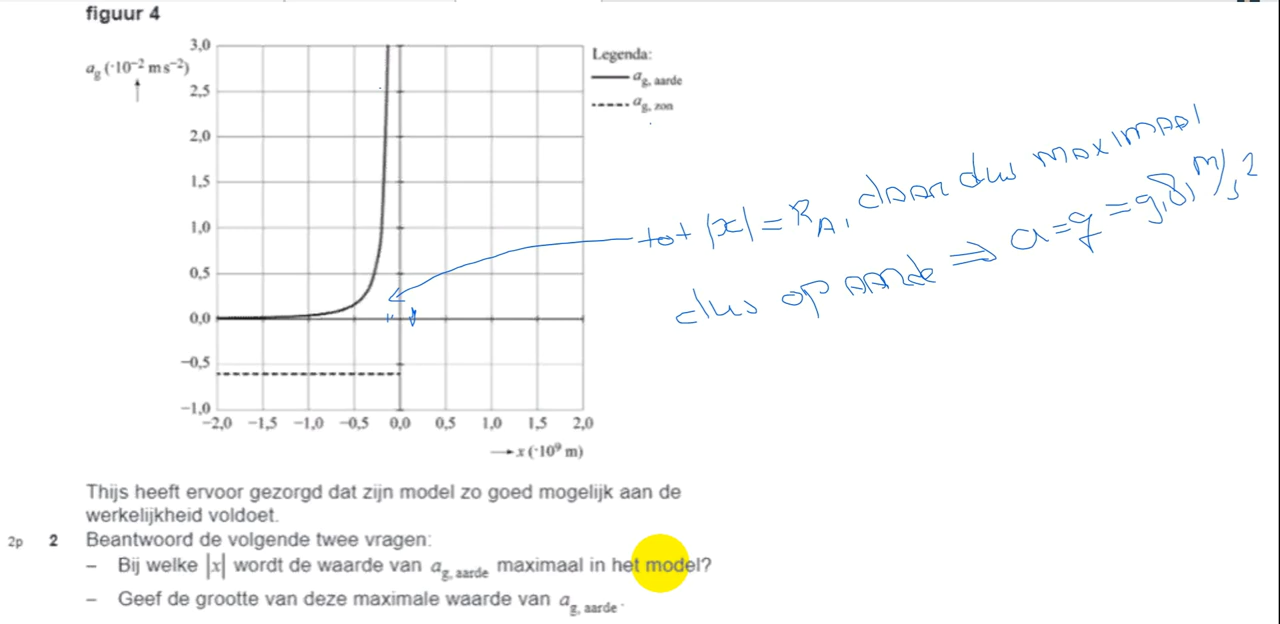 figuur 4
a_g (·10⁻² m s⁻²)
3,0
2,5
2,0
1,5
1,0
0,5
0,0
−0,5
−1,0
−2,0 −1,5 −1,0 −0,5 0,0 0,5 1,0 1,5 2,0
x (·10⁹ m)
Legenda:
a_g, aarde
a_g, zon
tot |x| = R_A, daar dus maximaal
dus op aarde ⇒ a = g = 9,81 m/s²
Thijs heeft ervoor gezorgd dat zijn model zo goed mogelijk aan de
werkelijkheid voldoet.
2p 2 Beantwoord de volgende twee vragen:
− Bij welke |x| wordt de waarde van a_g, aarde maximaal in het model?
− Geef de grootte van deze maximale waarde van a_g, aarde.